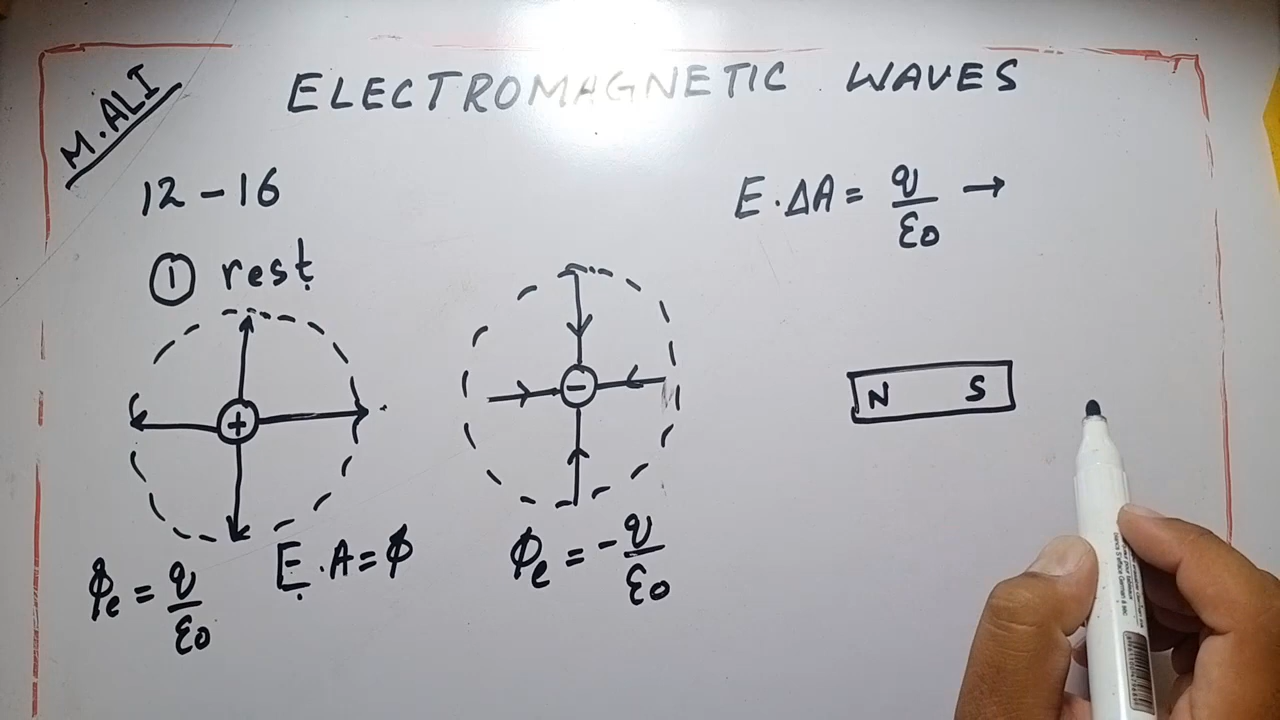 M.ALI
ELECTROMAGNETIC WAVES
12-16
① rest
+
ϕe = q/ε0
E.A=ϕ
-
ϕe = -q/ε0
E.ΔA = q/ε0 →
N S